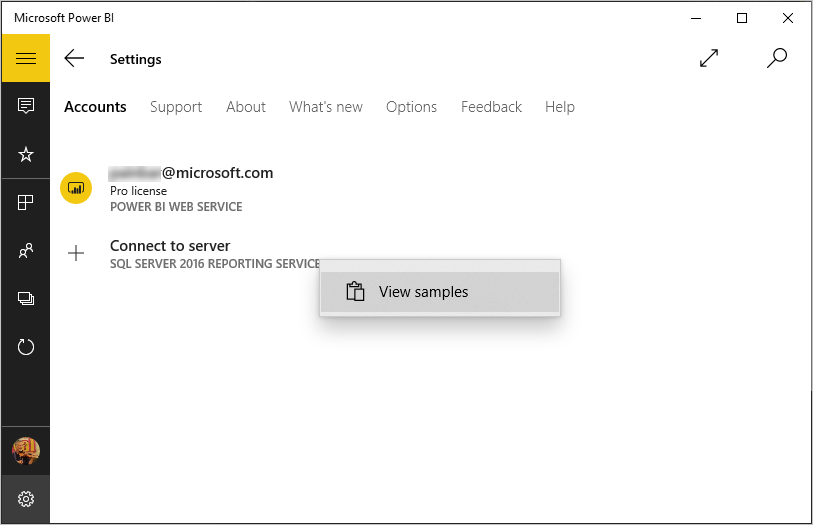 Microsoft Power BI
Settings
Accounts Support About What's new Options Feedback Help
@microsoft.com
Pro license
POWER BI WEB SERVICE
Connect to server
SQL SERVER 2016 REPORTING SERVICE
View samples